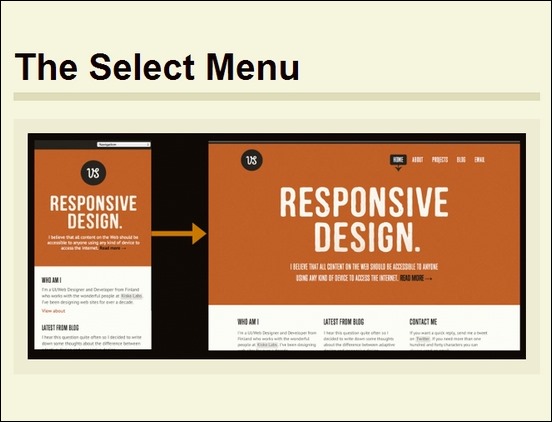 The Select Menu
Navigation
VS
RESPONSIVE
DESIGN.
I believe that all content on the Web should be
accessible to anyone using any kind of device to
access the Internet. Read more →
WHO AM I
I'm a UI/Web Designer and Developer from Finland
who works with the wonderful people at Kisko Labs.
I've been designing web sites for over a decade.
View about
LATEST FROM BLOG
I hear this question quite often so I decided to write
down some thoughts about the difference between
VS
HOME ABOUT PROJECTS BLOG EMAIL
RESPONSIVE
DESIGN.
I BELIEVE THAT ALL CONTENT ON THE WEB SHOULD BE ACCESSIBLE TO ANYONE
USING ANY KIND OF DEVICE TO ACCESS THE INTERNET. READ MORE →
WHO AM I
I'm a UI/Web Designer and Developer from
Finland who works with the wonderful
people at Kisko Labs. I've been designing
LATEST FROM BLOG
I hear this question quite often so I decided
to write down some thoughts about the
difference between adaptive
CONTACT ME
If you want a quick reply, send me a tweet
on Twitter. If you need more than one
hundred and forty characters you can